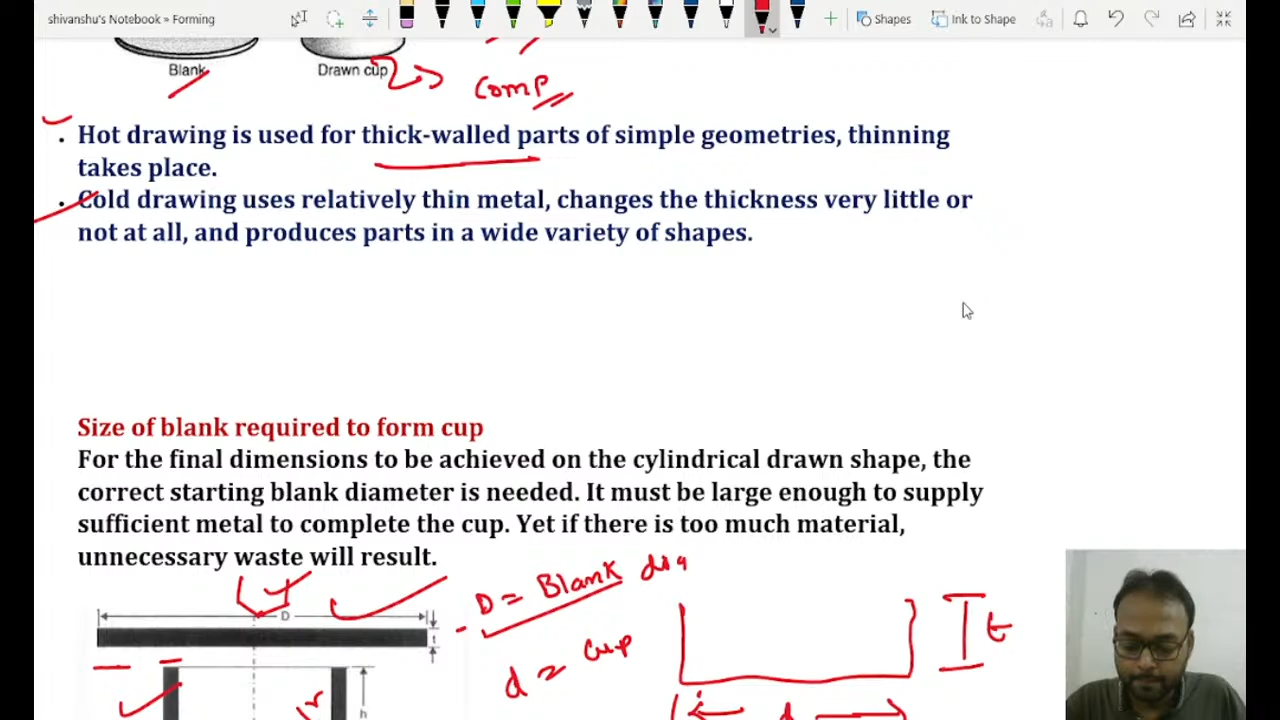 shivanshu's Notebook » Forming
Shapes
Ink to Shape
Blank
Drawn cup
Comp
Hot drawing is used for thick-walled parts of simple geometries, thinning
takes place.
Cold drawing uses relatively thin metal, changes the thickness very little or
not at all, and produces parts in a wide variety of shapes.
Size of blank required to form cup
For the final dimensions to be achieved on the cylindrical drawn shape, the
correct starting blank diameter is needed. It must be large enough to supply
sufficient metal to complete the cup. Yet if there is too much material,
unnecessary waste will result.
D = Blank dia
D
t
t
d = cup
r
h
d